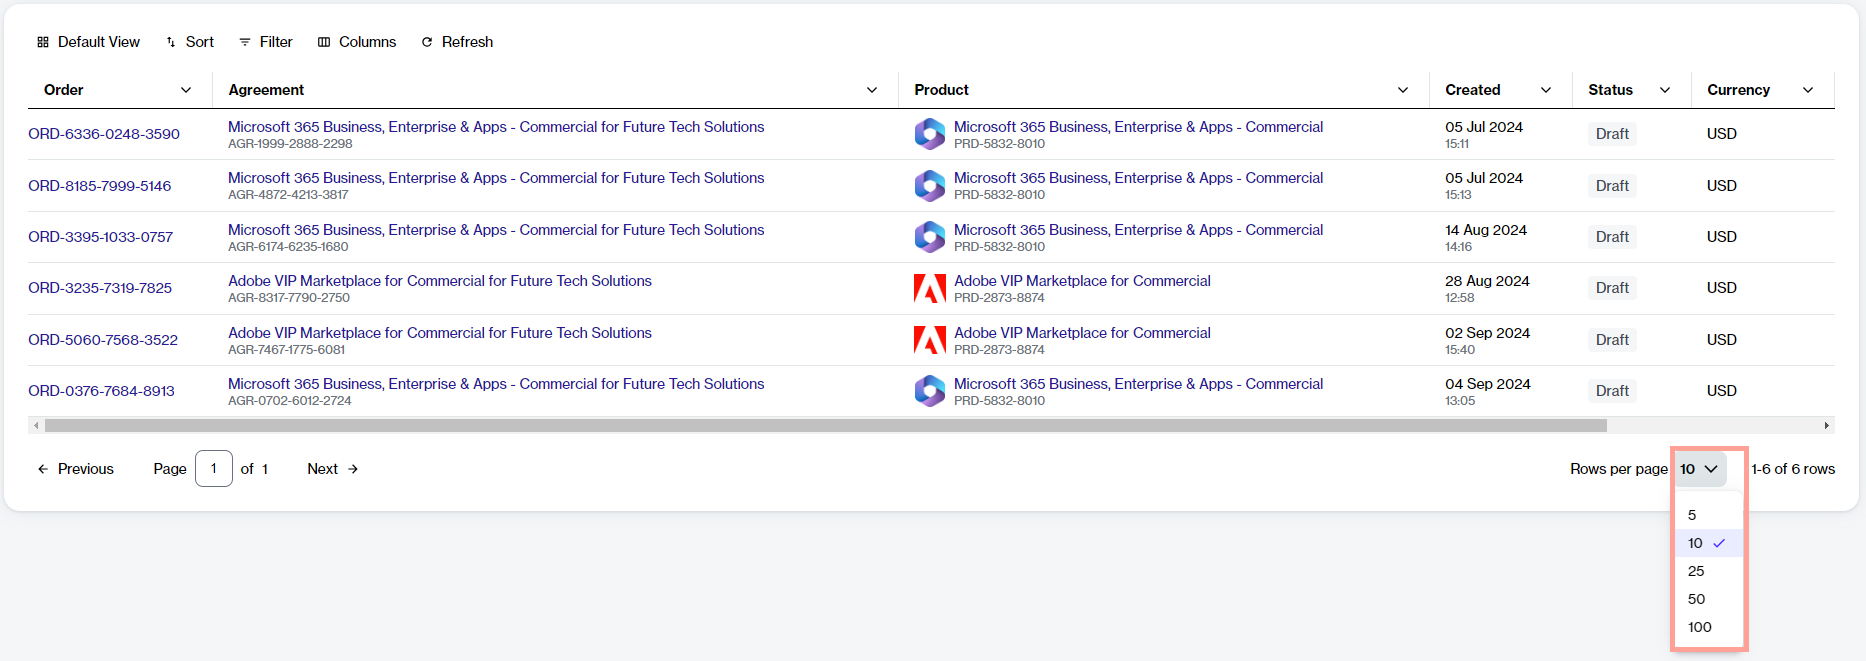 Default View Sort Filter Columns Refresh
Order Agreement Product Created Status Currency
ORD-6336-0248-3590 Microsoft 365 Business, Enterprise & Apps - Commercial for Future Tech Solutions Microsoft 365 Business, Enterprise & Apps - Commercial 05 Jul 2024 Draft USD
AGR-1999-2888-2298 PRD-5832-8010 15:11
ORD-8185-7999-5146 Microsoft 365 Business, Enterprise & Apps - Commercial for Future Tech Solutions Microsoft 365 Business, Enterprise & Apps - Commercial 05 Jul 2024 Draft USD
AGR-4872-4213-3817 PRD-5832-8010 15:13
ORD-3395-1033-0757 Microsoft 365 Business, Enterprise & Apps - Commercial for Future Tech Solutions Microsoft 365 Business, Enterprise & Apps - Commercial 14 Aug 2024 Draft USD
AGR-6174-6235-1680 PRD-5832-8010 14:16
ORD-3235-7319-7825 Adobe VIP Marketplace for Commercial for Future Tech Solutions Adobe VIP Marketplace for Commercial 28 Aug 2024 Draft USD
AGR-8317-7790-2750 PRD-2873-8874 12:58
ORD-5060-7568-3522 Adobe VIP Marketplace for Commercial for Future Tech Solutions Adobe VIP Marketplace for Commercial 02 Sep 2024 Draft USD
AGR-7467-1775-6081 PRD-2873-8874 15:40
ORD-0376-7684-8913 Microsoft 365 Business, Enterprise & Apps - Commercial for Future Tech Solutions Microsoft 365 Business, Enterprise & Apps - Commercial 04 Sep 2024 Draft USD
AGR-0702-6012-2724 PRD-5832-8010 13:05
Previous Page 1 of 1 Next Rows per page 10 1-6 of 6 rows
5
10
25
50
100